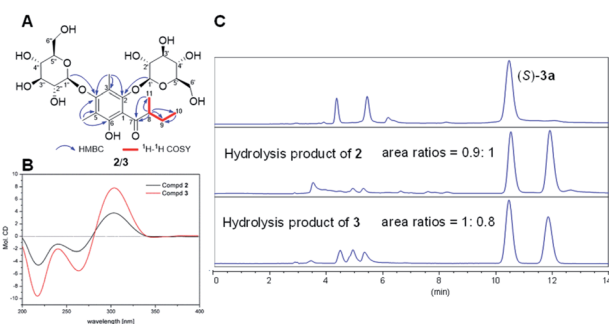 A
C
HO
6"
HO
O
5"
4"
HO
3"
2"
1"
OH
O
HO
3'
OH
2'
4'
OH
HO
1'
O
5'
6'
O
OH
3
4
2
5
6
1
OH
7
O
8
9
10
11
HMBC
¹H-¹H COSY
2/3
B
Compd 2
Compd 3
Mol. CD
10
8
6
4
2
0
-2
-4
-6
-8
-10
200
250
300
350
400
wavelength [nm]
(S)-3a
Hydrolysis product of 2 area ratios = 0.9: 1
Hydrolysis product of 3 area ratios = 1: 0.8
0 2 4 6 8 10 12 14
(min)